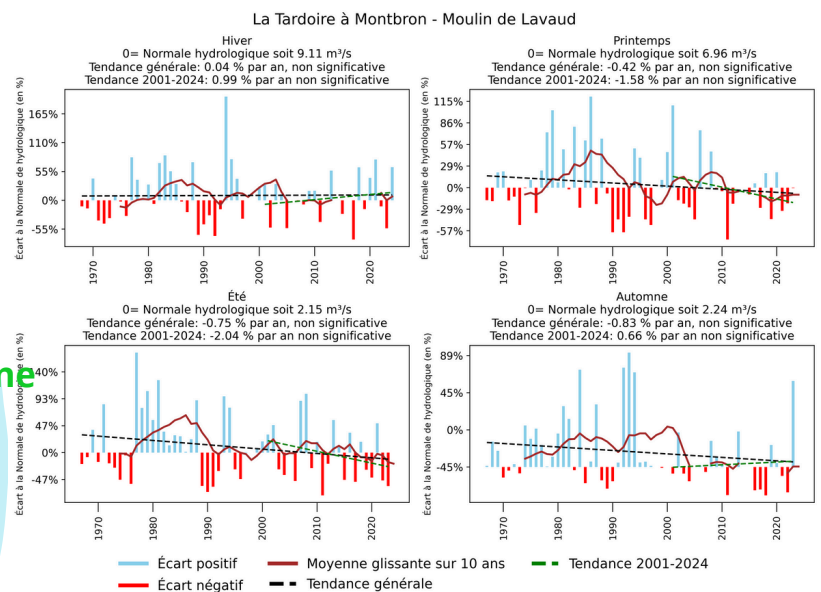 La Tardoire à Montbron - Moulin de Lavaud
Hiver
0= Normale hydrologique soit 9.11 m³/s
Tendance générale: 0.04 % par an, non significative
Tendance 2001-2024: 0.99 % par an non significative
Écart à la Normale de hydrologique (en %)
165%
110%
55%
0%
-55%
1970
1980
1990
2000
2010
2020
Printemps
0= Normale hydrologique soit 6.96 m³/s
Tendance générale: -0.42 % par an, non significative
Tendance 2001-2024: -1.58 % par an non significative
Écart à la Normale de hydrologique (en %)
115%
86%
57%
29%
0%
-29%
-57%
1970
1980
1990
2000
2010
2020
Été
0= Normale hydrologique soit 2.15 m³/s
Tendance générale: -0.75 % par an, non significative
Tendance 2001-2024: -2.04 % par an non significative
ne
140%
93%
47%
0%
-47%
1970
1980
1990
2000
2010
2020
Automne
0= Normale hydrologique soit 2.24 m³/s
Tendance générale: -0.83 % par an, non significative
Tendance 2001-2024: 0.66 % par an non significative
Écart à la Normale de hydrologique (en %)
89%
45%
0%
-45%
1970
1980
1990
2000
2010
2020
Écart positif
Écart négatif
Moyenne glissante sur 10 ans
Tendance générale
Tendance 2001-2024